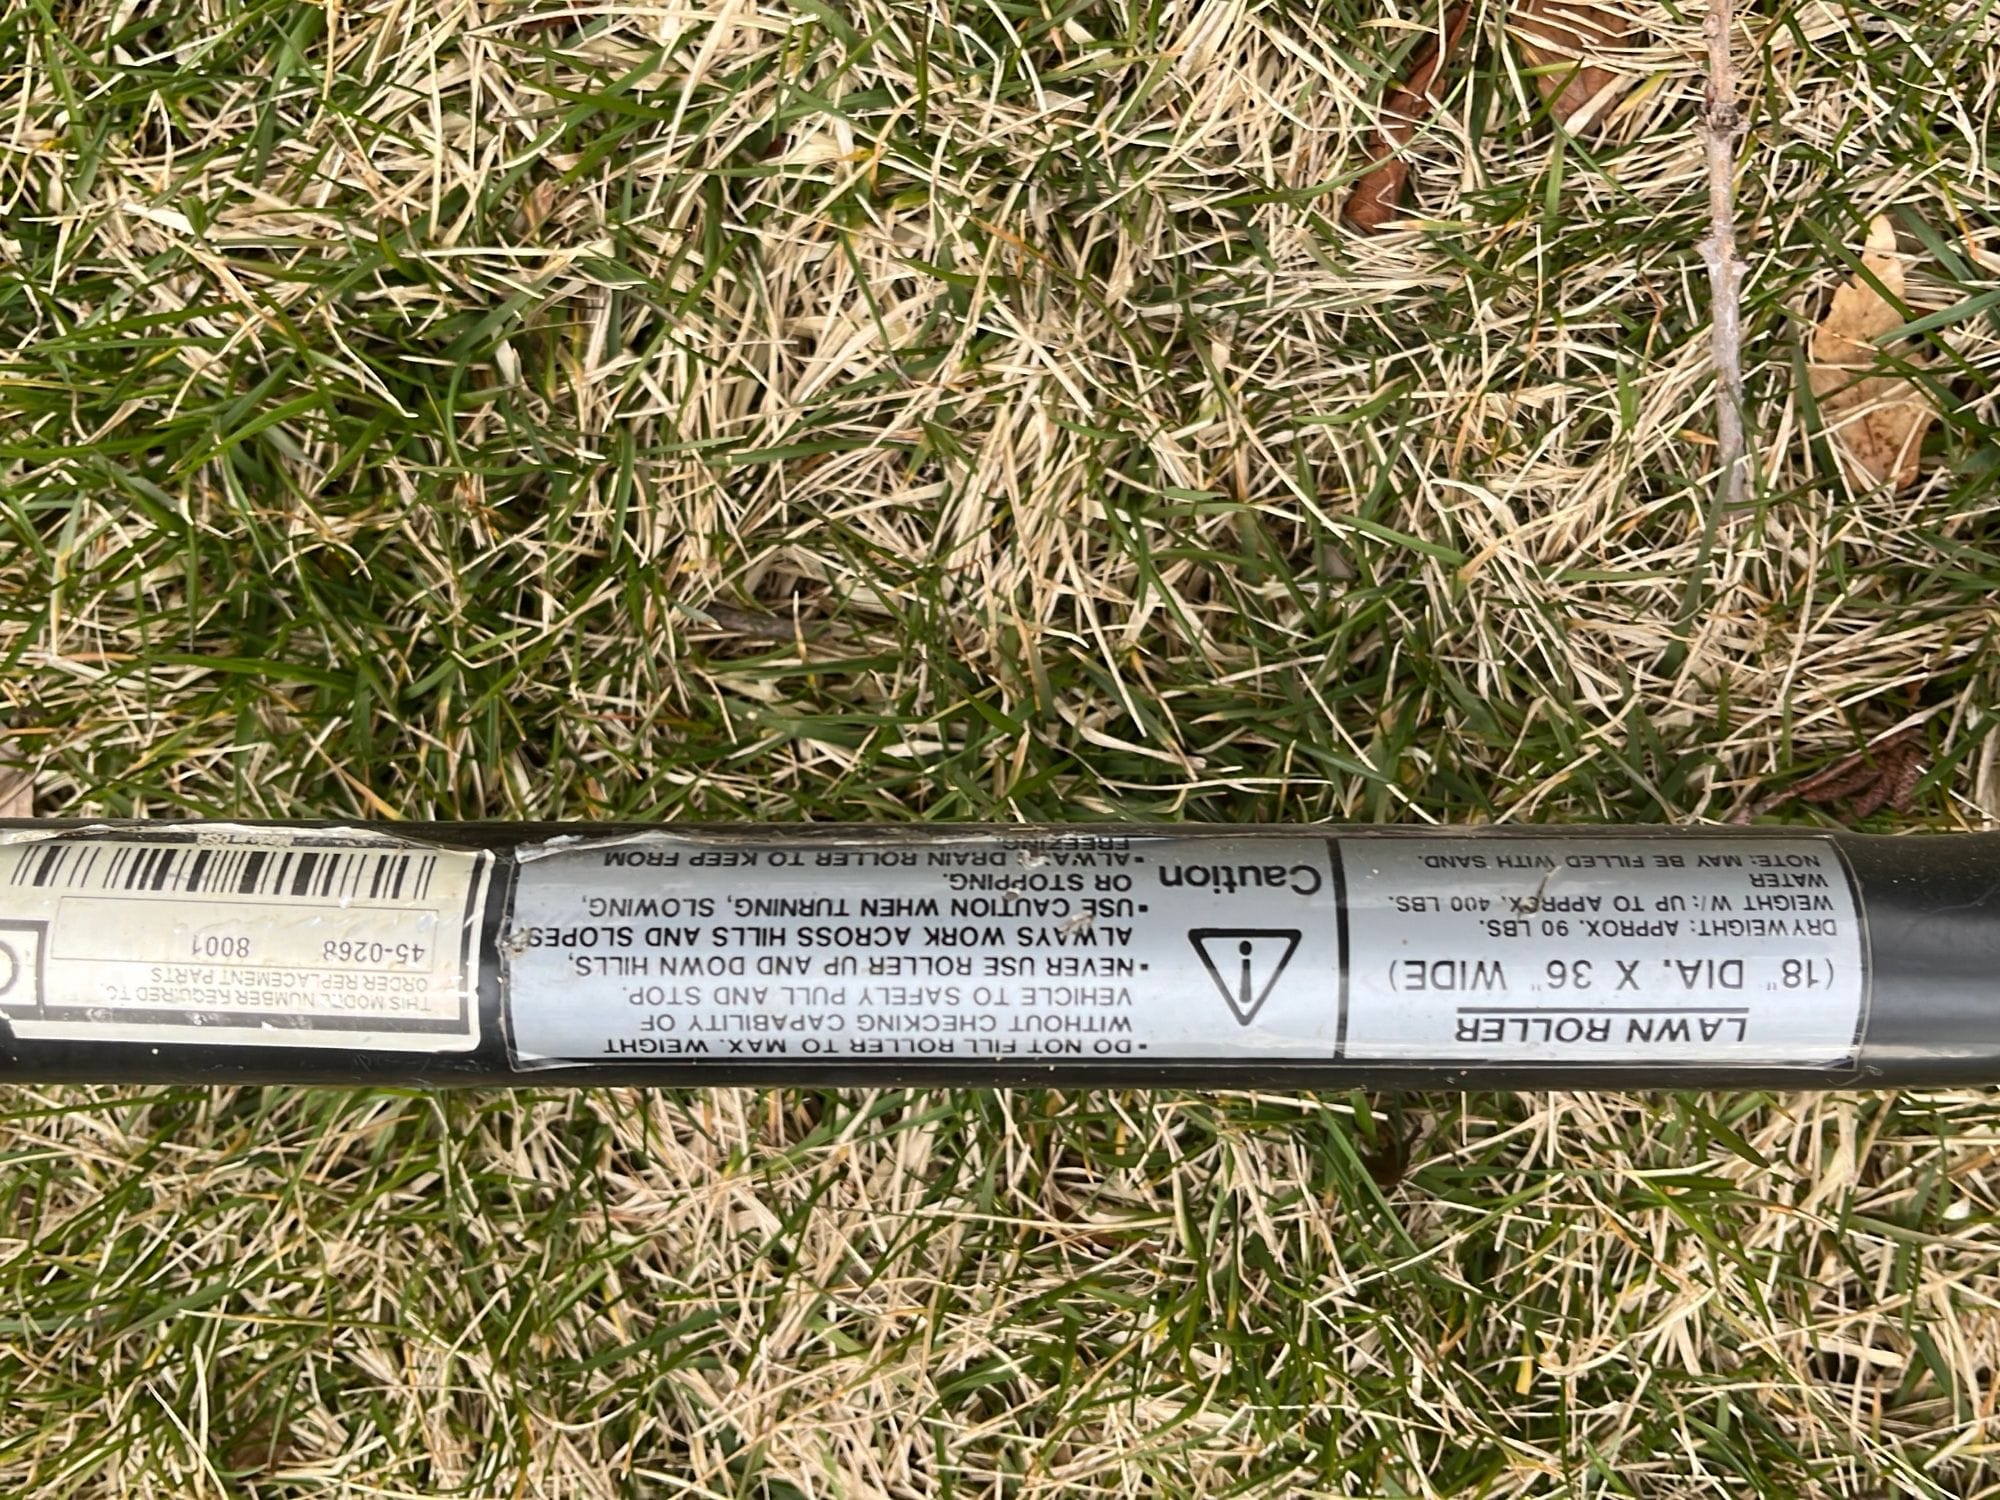 LAWN ROLLER
(18" DIA. X 36" WIDE)
DRY WEIGHT: APPROX. 90 LBS.
WEIGHT W/: UP TO APPROX. 400 LBS.
WATER
NOTE: MAY BE FILLED WITH SAND.
Caution
▪ DO NOT FILL ROLLER TO MAX. WEIGHT
WITHOUT CHECKING CAPABILITY OF
VEHICLE TO SAFELY PULL AND STOP.
▪ NEVER USE ROLLER UP AND DOWN HILLS,
ALWAYS WORK ACROSS HILLS AND SLOPES.
▪ USE CAUTION WHEN TURNING, SLOWING,
OR STOPPING.
▪ ALWAYS DRAIN ROLLER TO KEEP FROM
FREEZING.
THIS MODEL NUMBER REQUIRED TO
ORDER REPLACEMENT PARTS
45-0268 8001